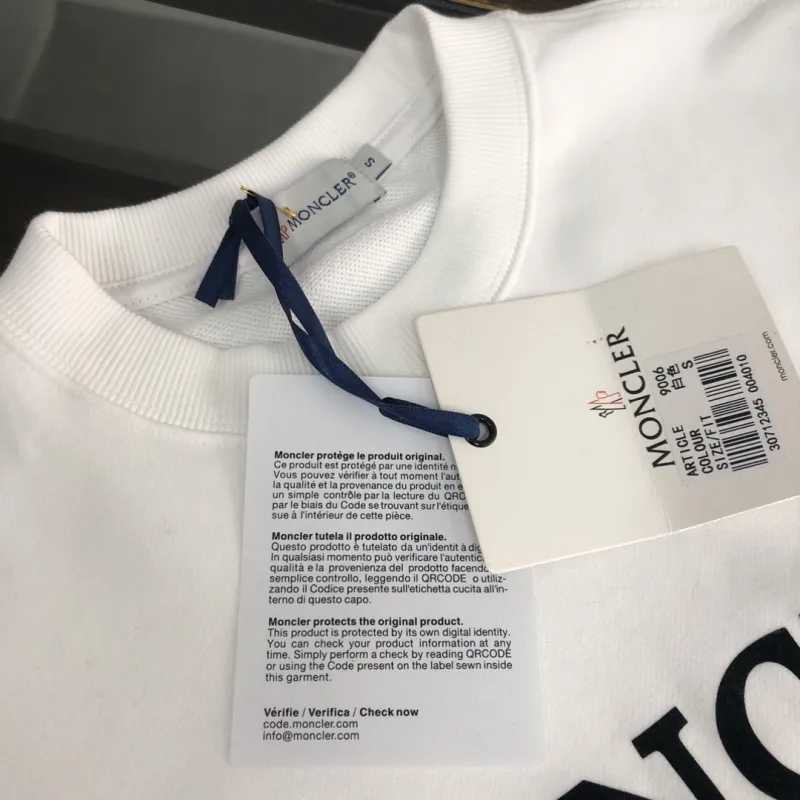 S
MONCLER®
Moncler protège le produit original.
Ce produit est protégé par une identité n
Vous pouvez vérifier à tout moment l'aut
la qualité et la provenance du produit en e
un simple contrôle par la lecture du QRC
par le biais du Code se trouvant sur l'étique
sue à l'intérieure de cette pièce.
Moncler tutela il prodotto originale.
Questo prodotto è tutelato da un'identit à dig
In qualsiasi momento può verificare l'autentic
qualità e la provenienza del prodotto facendo
semplice controllo, leggendo il QRCODE o utiliz-
zando il Codice presente sull'etichetta cucita all'in-
terno di questo capo.
Moncler protects the original product.
This product is protected by its own digital identity.
You can check your product information at any
time. Simply perform a check by reading QRCODE
or using the Code present on the label sewn inside
this garment.
Vérifie / Verifica / Check now
code.moncler.com
info@moncler.com
MONCLER
ARTICLE 9006
COLOUR 白色
SIZE/FIT S
30712345 004010
moncler.com
NC